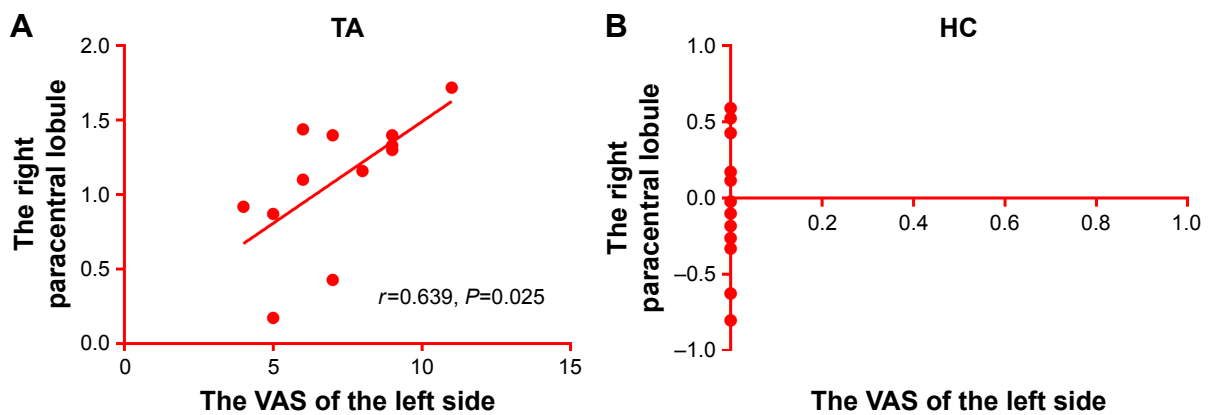 A
TA
The right
paracentral lobule
2.0
1.5
1.0
0.5
0.0
0
5
10
15
r=0.639, P=0.025
The VAS of the left side
B
HC
The right
paracentral lobule
1.0
0.5
0.0
–0.5
–1.0
0.2
0.4
0.6
0.8
1.0
The VAS of the left side